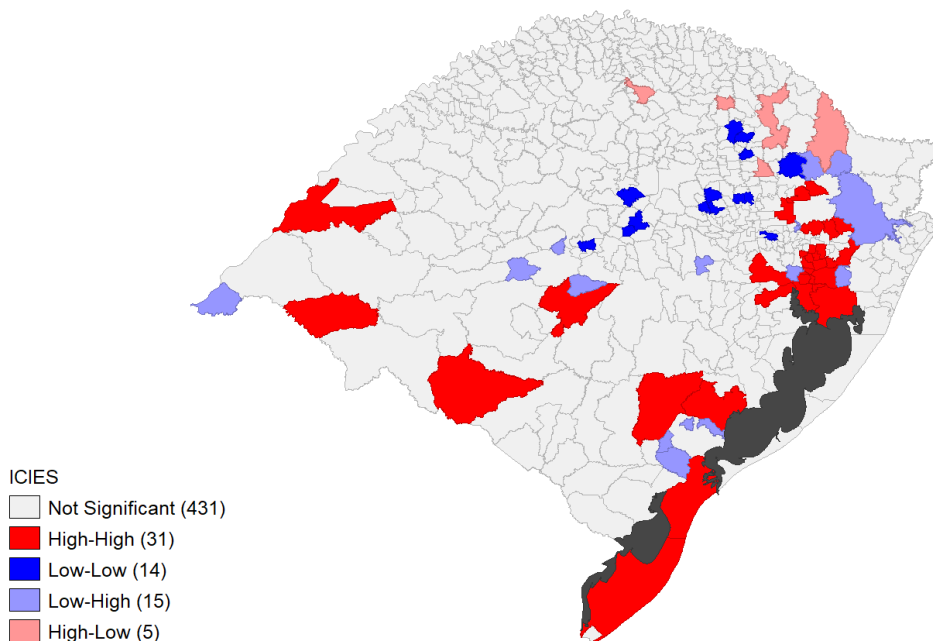 ICIES
Not Significant (431)
High-High (31)
Low-Low (14)
Low-High (15)
High-Low (5)